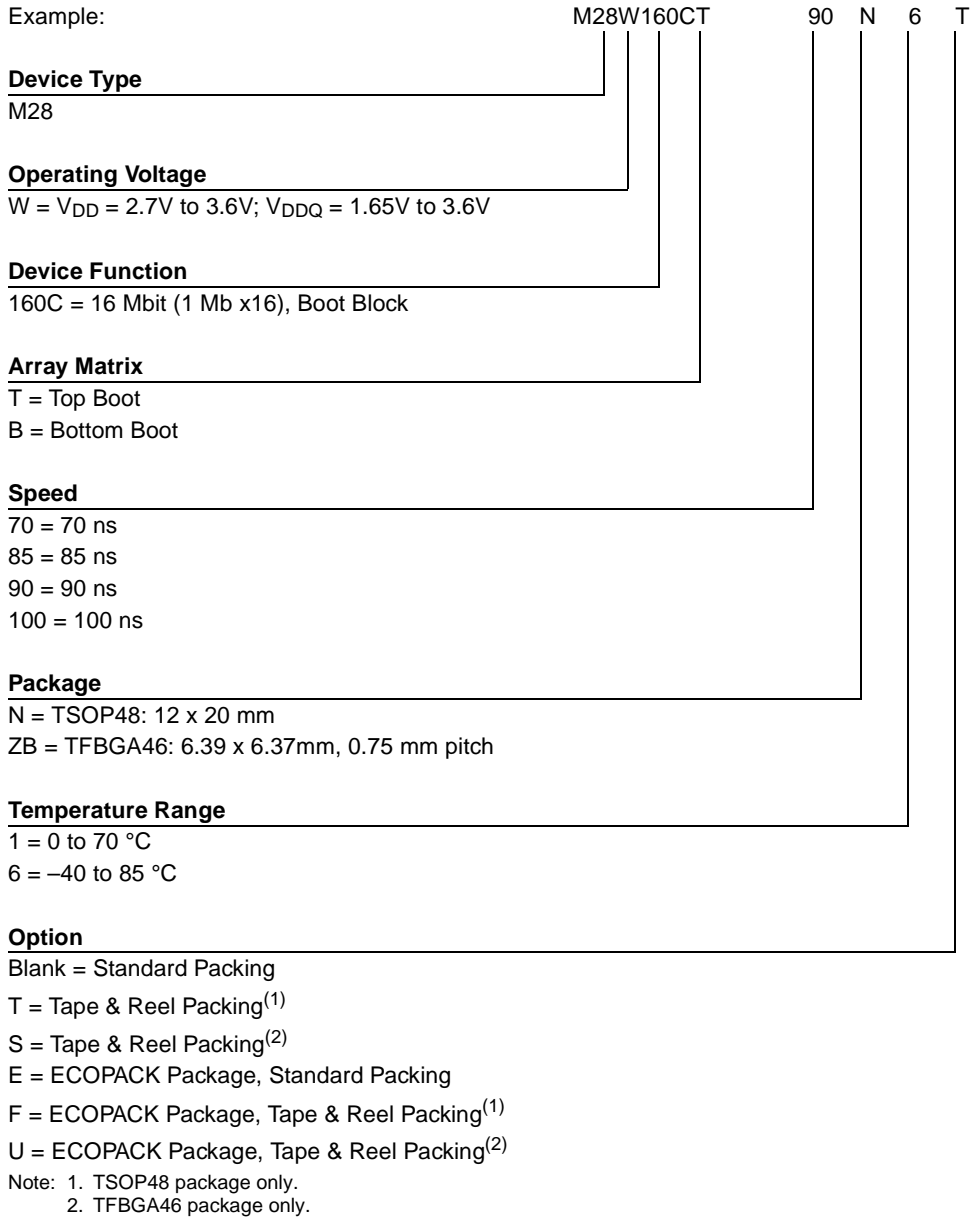 Example: M28W160CT 90 N 6 T
Device Type
M28
Operating Voltage
W = VDD = 2.7V to 3.6V; VDDQ = 1.65V to 3.6V
Device Function
160C = 16 Mbit (1 Mb x16), Boot Block
Array Matrix
T = Top Boot
B = Bottom Boot
Speed
70 = 70 ns
85 = 85 ns
90 = 90 ns
100 = 100 ns
Package
N = TSOP48: 12 x 20 mm
ZB = TFBGA46: 6.39 x 6.37mm, 0.75 mm pitch
Temperature Range
1 = 0 to 70 °C
6 = –40 to 85 °C
Option
Blank = Standard Packing
T = Tape & Reel Packing(1)
S = Tape & Reel Packing(2)
E = ECOPACK Package, Standard Packing
F = ECOPACK Package, Tape & Reel Packing(1)
U = ECOPACK Package, Tape & Reel Packing(2)
Note: 1. TSOP48 package only.
2. TFBGA46 package only.